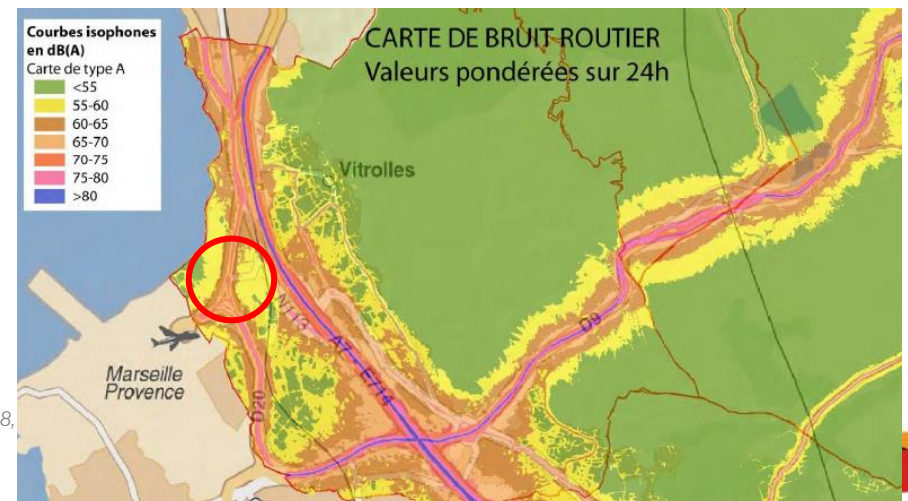 Courbes isophones
en dB(A)
Carte de type A
<55
55-60
60-65
65-70
70-75
75-80
>80
CARTE DE BRUIT ROUTIER
Valeurs pondérées sur 24h
Vitrolles
N113
A7 - E714
D9
Marseille
Provence
D20
8,